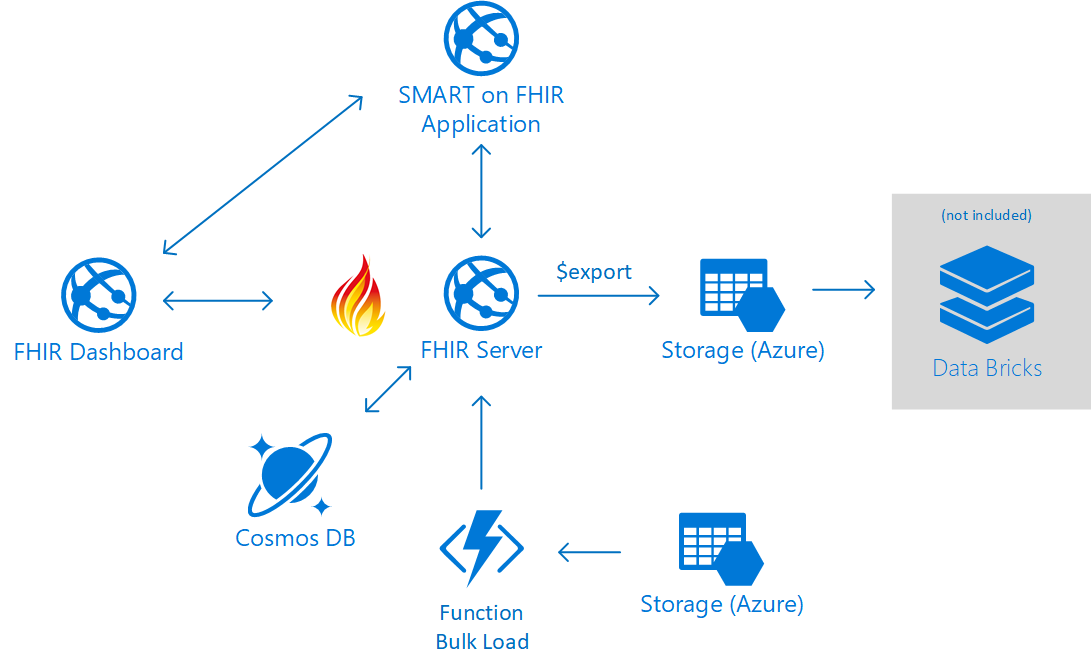 SMART on FHIR
Application
(not included)
$export
FHIR Dashboard
FHIR Server
Storage (Azure)
Data Bricks
Cosmos DB
Function
Bulk Load
Storage (Azure)